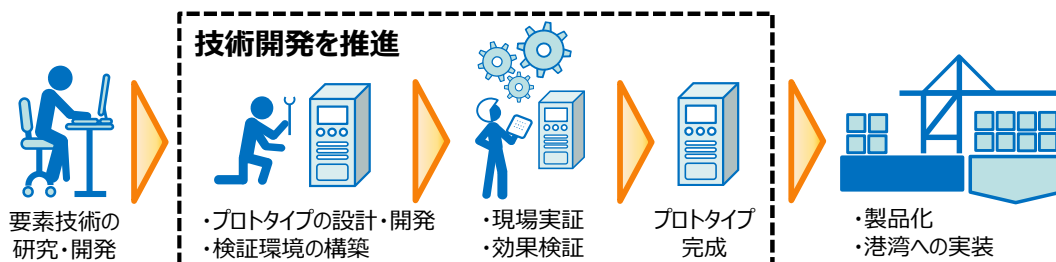 技術開発を推進
要素技術の
研究・開発
・プロトタイプの設計・開発
・検証環境の構築
・現場実証
・効果検証
プロトタイプ
完成
・製品化
・港湾への実装